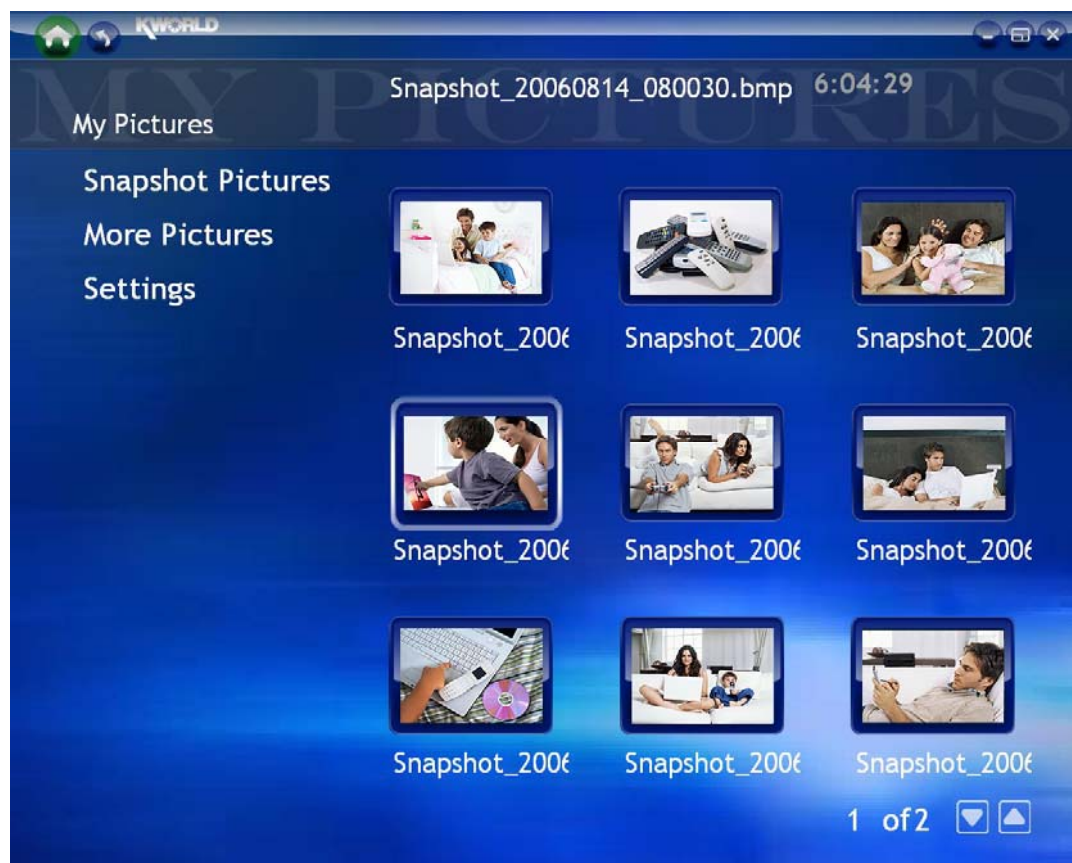 KWORLD
MY PICTURES
Snapshot_20060814_080030.bmp 6:04:29
My Pictures
Snapshot Pictures
More Pictures
Settings
Snapshot_2006 Snapshot_2006 Snapshot_2006
Snapshot_2006 Snapshot_2006 Snapshot_2006
Snapshot_2006 Snapshot_2006 Snapshot_2006
1 of2